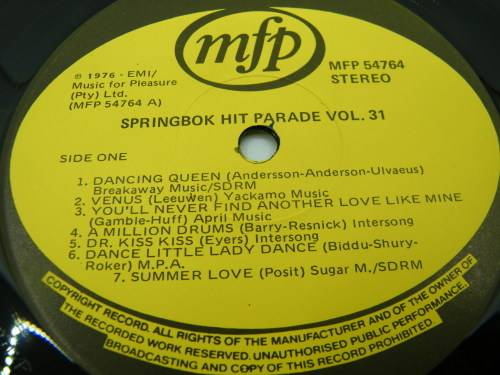 mfp
℗ 1976 - EMI/
Music for Pleasure
(Pty) Ltd.
(MFP 54764 A)
MFP 54764
STEREO
SPRINGBOK HIT PARADE VOL. 31
SIDE ONE
1. DANCING QUEEN (Andersson-Anderson-Ulvaeus)
Breakaway Music/SDRM
2. VENUS (Leeuwen) Yackamo Music
3. YOU'LL NEVER FIND ANOTHER LOVE LIKE MINE
(Gamble-Huff) April Music
4. A MILLION DRUMS (Barry-Resnick) Intersong
5. DR. KISS KISS (Eyers) Intersong
6. DANCE LITTLE LADY DANCE (Biddu-Shury-
Roker) M.P.A.
7. SUMMER LOVE (Posit) Sugar M./SDRM
COPYRIGHT RECORD. ALL RIGHTS OF THE MANUFACTURER AND OF THE OWNER OF
THE RECORDED WORK RESERVED. UNAUTHORISED PUBLIC PERFORMANCE,
BROADCASTING AND COPY OF THIS RECORD PROHIBITED